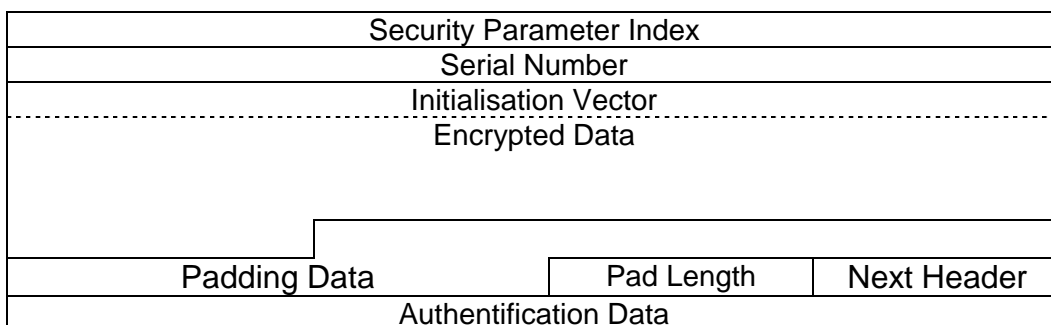 Security Parameter Index
Serial Number
Initialisation Vector
Encrypted Data
Padding Data Pad Length Next Header
Authentification Data